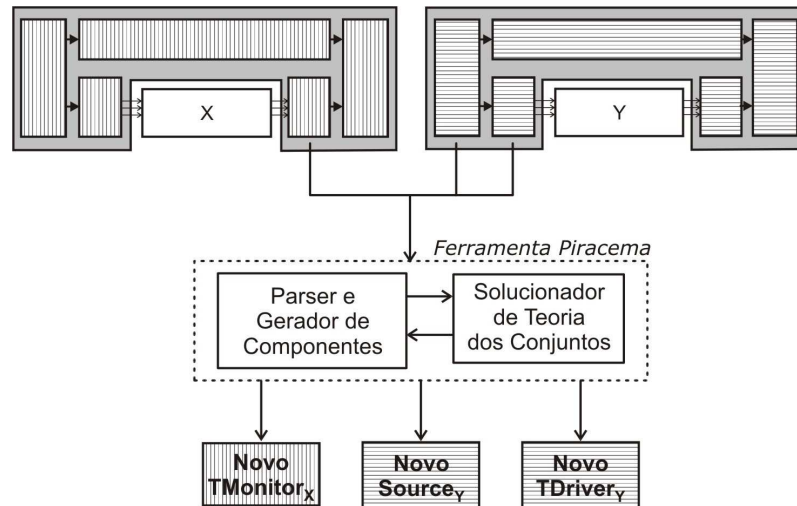 X
Y
Ferramenta Piracema
Parser e
Gerador de
Componentes
Solucionador
de Teoria
dos Conjuntos
Novo
TMonitorX
Novo
SourceY
Novo
TDriverY